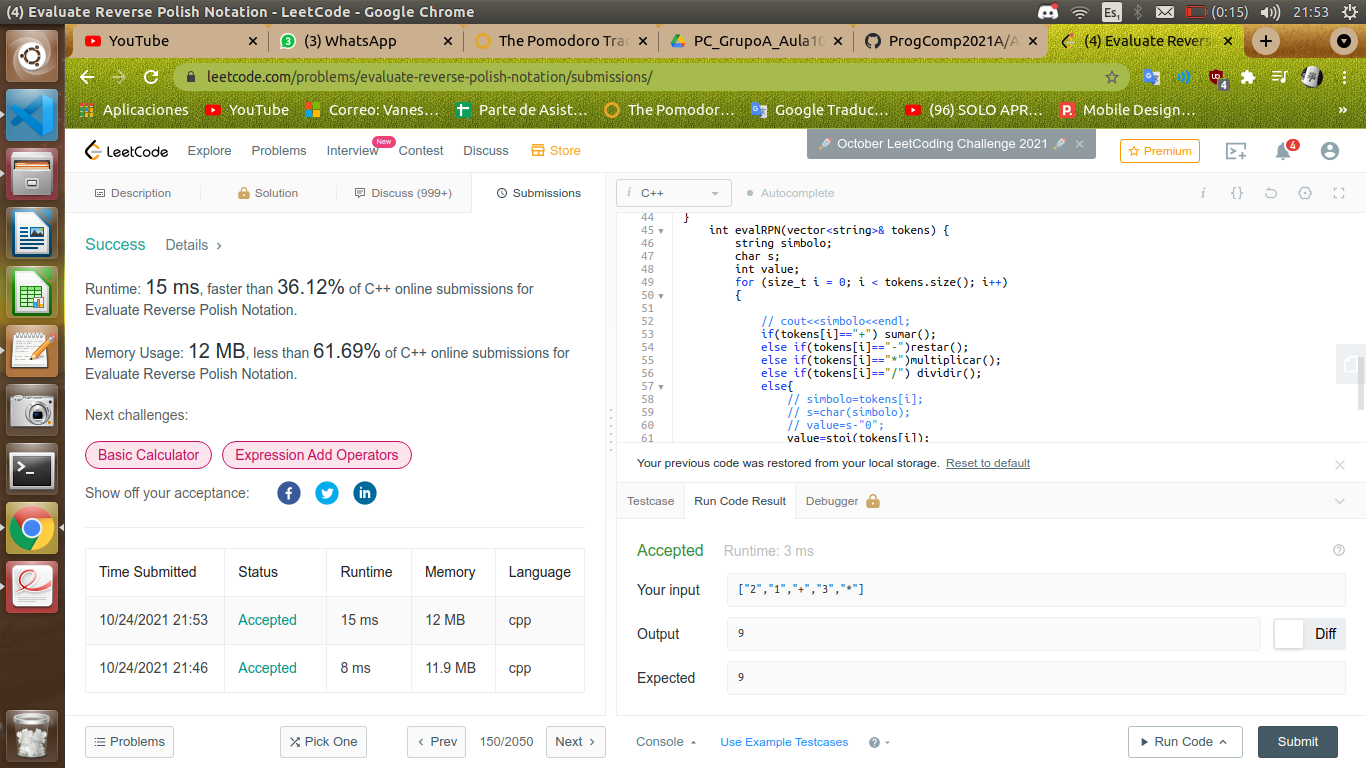 (4) Evaluate Reverse Polish Notation - LeetCode - Google Chrome
Es1 (0:15) 21:53
YouTube × (3) WhatsApp × The Pomodoro Trac × PC_GrupoA_Aula10 × ProgComp2021A/A × (4) Evaluate Revers ×
leetcode.com/problems/evaluate-reverse-polish-notation/submissions/
4
Aplicaciones YouTube Correo: Vanes... Parte de Asist... The Pomodor... Google Traduc... (96) SOLO APR... Mobile Design... »
LeetCode Explore Problems Interview New Contest Discuss Store October LeetCoding Challenge 2021 × Premium 4
Description Solution Discuss (999+) Submissions
i C++ Autocomplete
Success Details
Runtime: 15 ms, faster than 36.12% of C++ online submissions for
Evaluate Reverse Polish Notation.
Memory Usage: 12 MB, less than 61.69% of C++ online submissions for
Evaluate Reverse Polish Notation.
Next challenges:
Basic Calculator Expression Add Operators
Show off your acceptance:
Time Submitted Status Runtime Memory Language
10/24/2021 21:53 Accepted 15 ms 12 MB cpp
10/24/2021 21:46 Accepted 8 ms 11.9 MB cpp
44 }
45 int evalRPN(vector<string>& tokens) {
46 string simbolo;
47 char s;
48 int value;
49 for (size_t i = 0; i < tokens.size(); i++)
50 {
51
52 // cout<<simbolo<<endl;
53 if(tokens[i]=="+") sumar();
54 else if(tokens[i]=="-")restar();
55 else if(tokens[i]=="*")multiplicar();
56 else if(tokens[i]=="/") dividir();
57 else{
58 // simbolo=tokens[i];
59 // s=char(simbolo);
60 // value=s-"0";
61 value=stoi(tokens[i]);
Your previous code was restored from your local storage. Reset to default
Testcase Run Code Result Debugger
Accepted Runtime: 3 ms
Your input ["2","1","+","3","*"]
Output 9 Diff
Expected 9
Problems Pick One Prev 150/2050 Next Console Use Example Testcases Run Code Submit